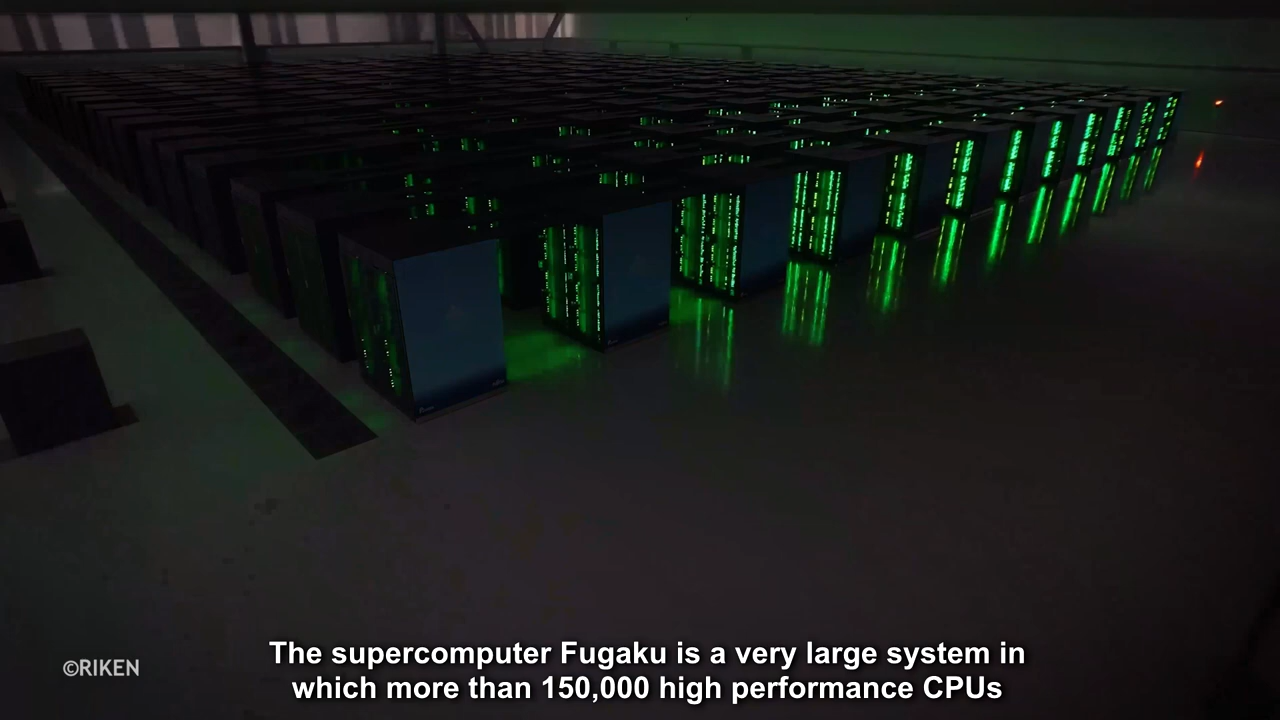 ©RIKEN
The supercomputer Fugaku is a very large system in
which more than 150,000 high performance CPUs